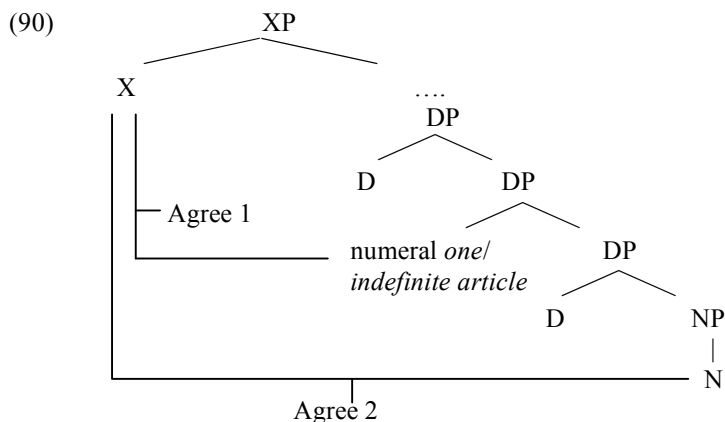 (90) XP
X ....
DP
D DP
Agree 1
numeral one/ DP
indefinite article
D NP
N
Agree 2